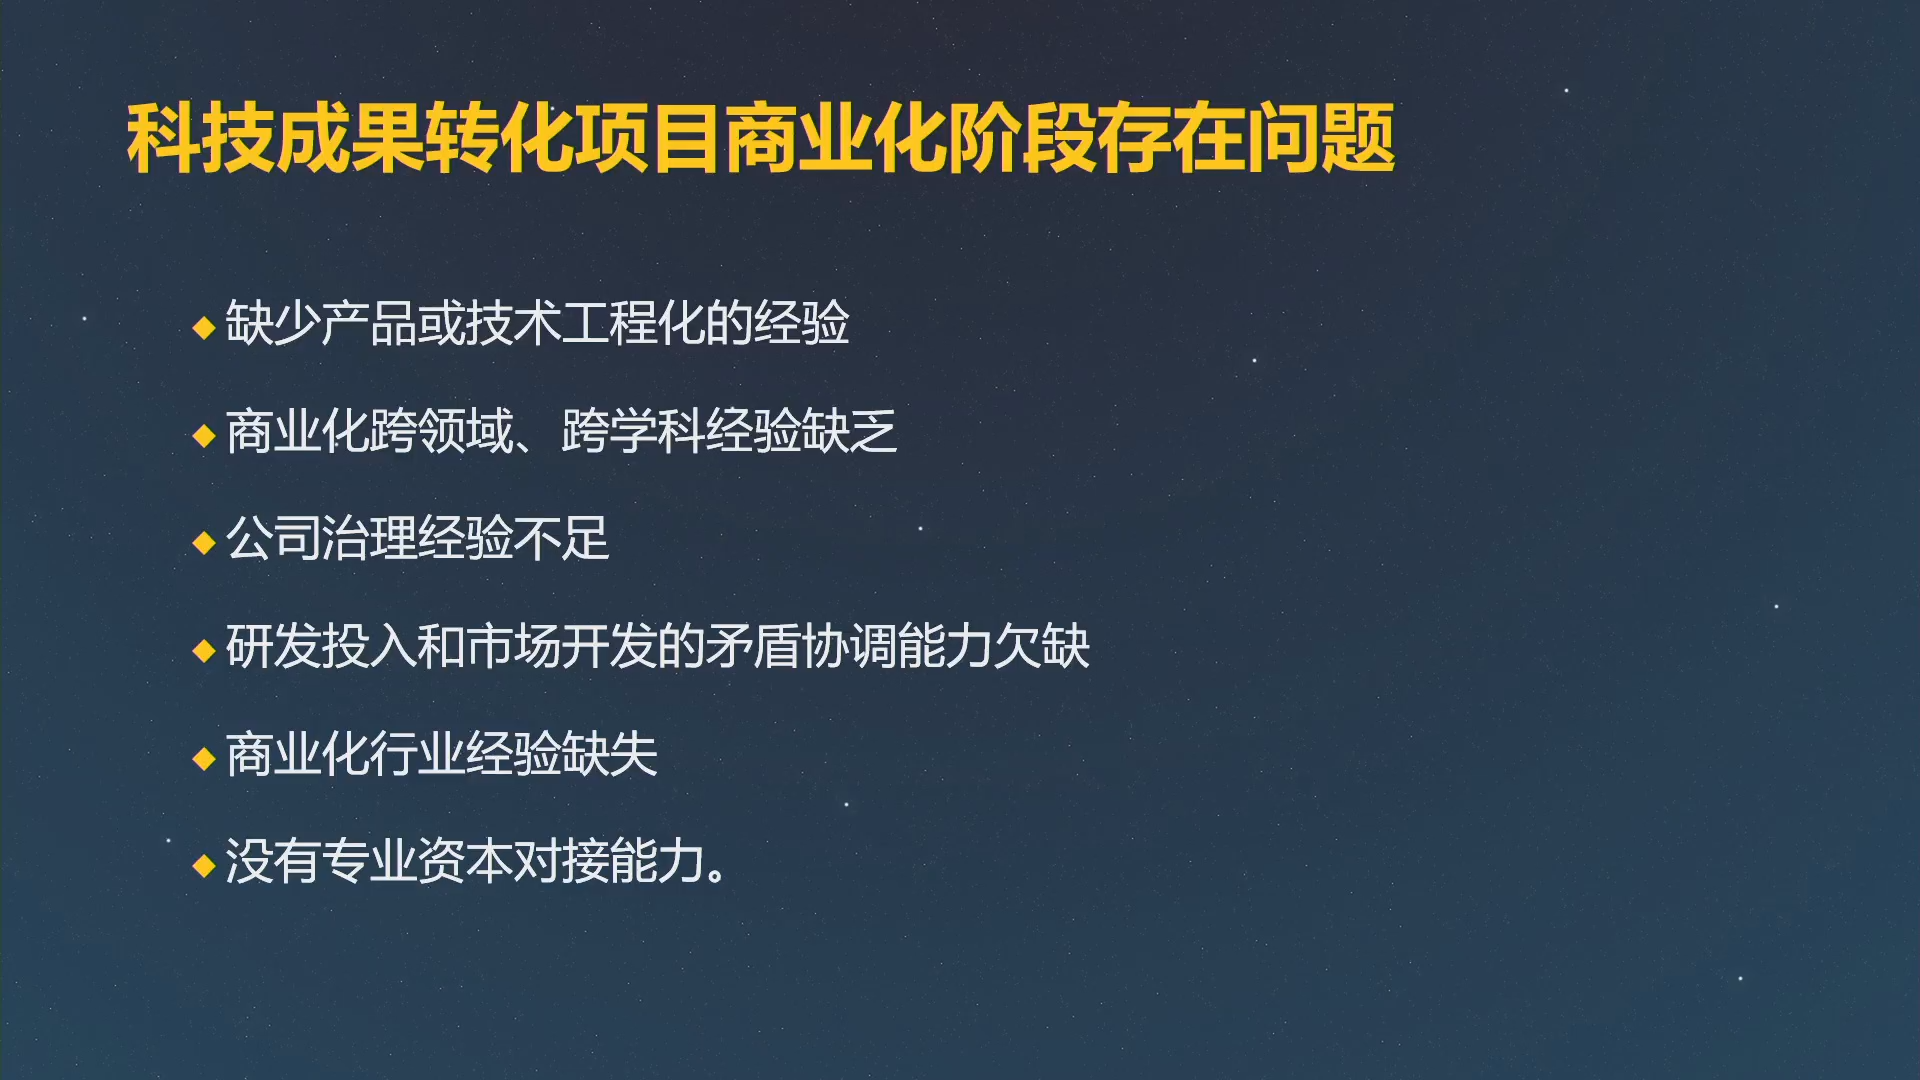 科技成果转化项目商业化阶段存在问题
缺少产品或技术工程化的经验
商业化跨领域、跨学科经验缺乏
公司治理经验不足
研发投入和市场开发的矛盾协调能力欠缺
商业化行业经验缺失
没有专业资本对接能力。